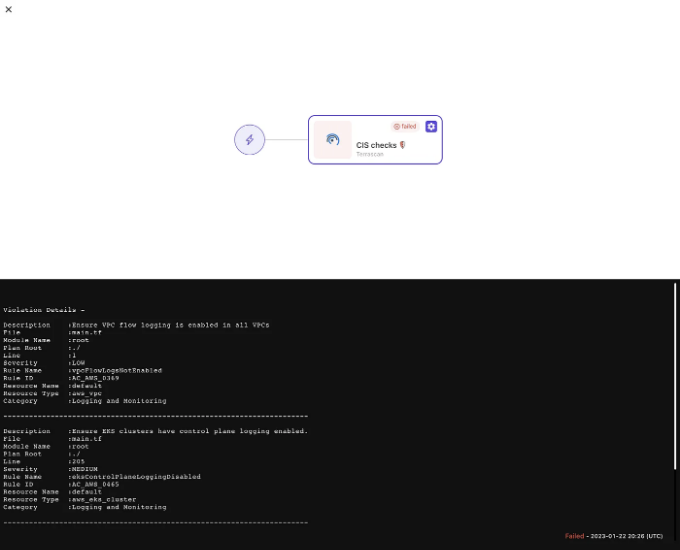 ×
failed
CIS checks
Terrascan
Violation Details -
Description :Ensure VPC flow logging is enabled in all VPCs
File :main.tf
Module Name :root
Plan Root :./
Line :1
Severity :LOW
Rule Name :vpcFlowLogsNotEnabled
Rule ID :AC_AWS_0369
Resource Name :default
Resource Type :aws_vpc
Category :Logging and Monitoring
-----------------------------------------------------------------------
Description :Ensure EKS clusters have control plane logging enabled.
File :main.tf
Module Name :root
Plan Root :./
Line :205
Severity :MEDIUM
Rule Name :eksControlPlaneLoggingDisabled
Rule ID :AC_AWS_0465
Resource Name :default
Resource Type :aws_eks_cluster
Category :Logging and Monitoring
-----------------------------------------------------------------------
Failed - 2023-01-22 20:26 (UTC)